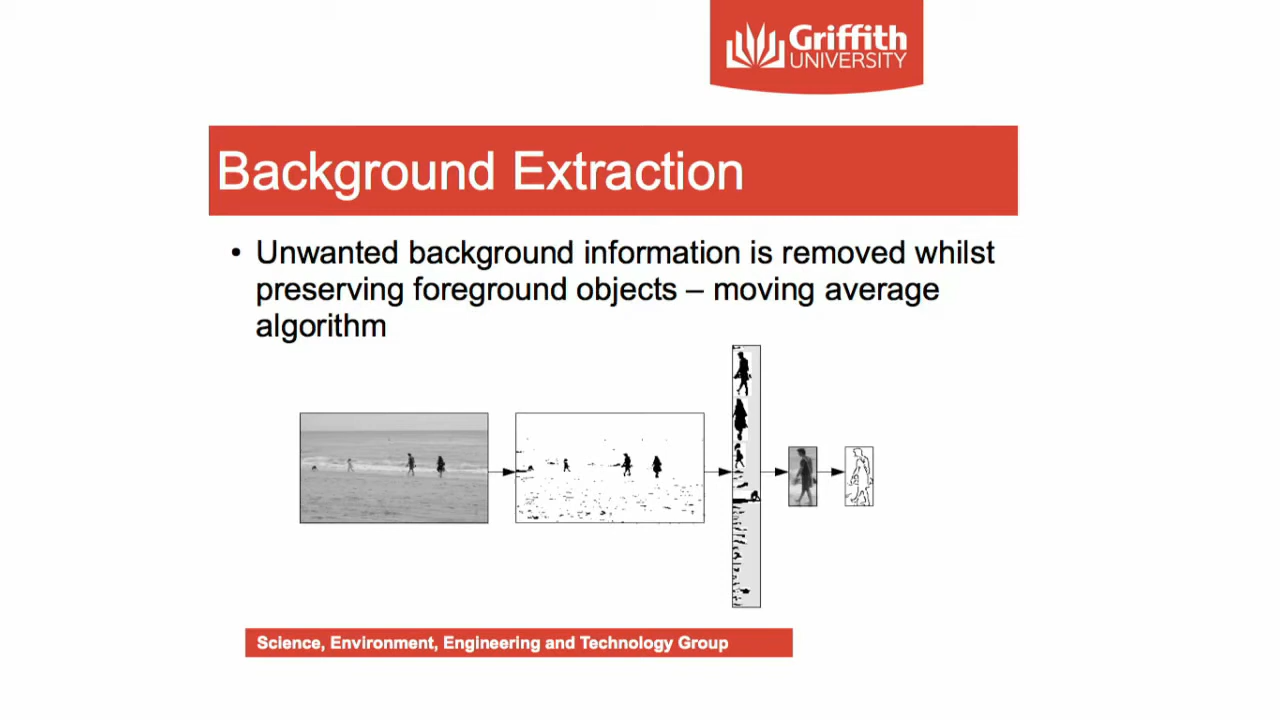 Griffith
UNIVERSITY
Background Extraction
• Unwanted background information is removed whilst
preserving foreground objects – moving average
algorithm
Science, Environment, Engineering and Technology Group